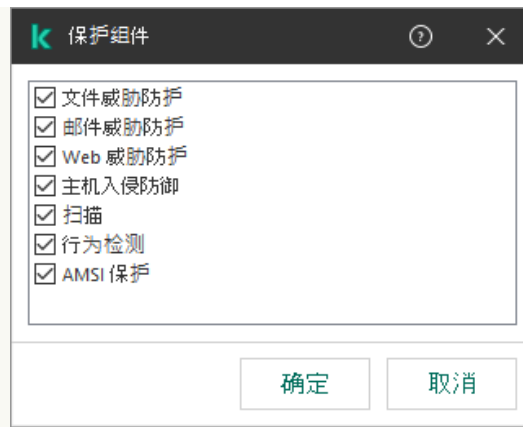 保护组件
文件威胁防护
邮件威胁防护
Web 威胁防护
主机入侵防御
扫描
行为检测
AMSI 保护
确定
取消